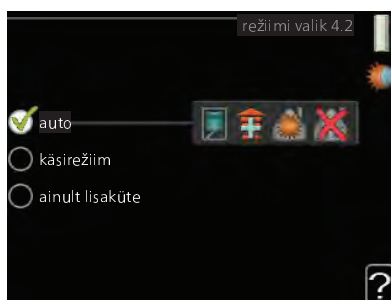 režiimi valik 4.2
auto
käsirežiim
ainult lisaküte
?